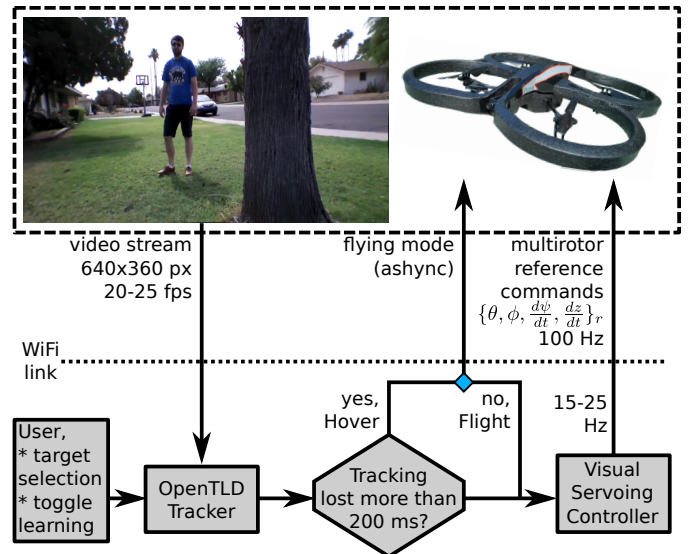 video stream
640x360 px
20-25 fps
flying mode
(ashync)
multirotor
reference
commands
{θ, ϕ, dψ/dt, dz/dt}r
100 Hz
WiFi
link
yes,
Hover
no,
Flight
15-25
Hz
User,
* target
selection
* toggle
learning
OpenTLD
Tracker
Tracking
lost more than
200 ms?
Visual
Servoing
Controller